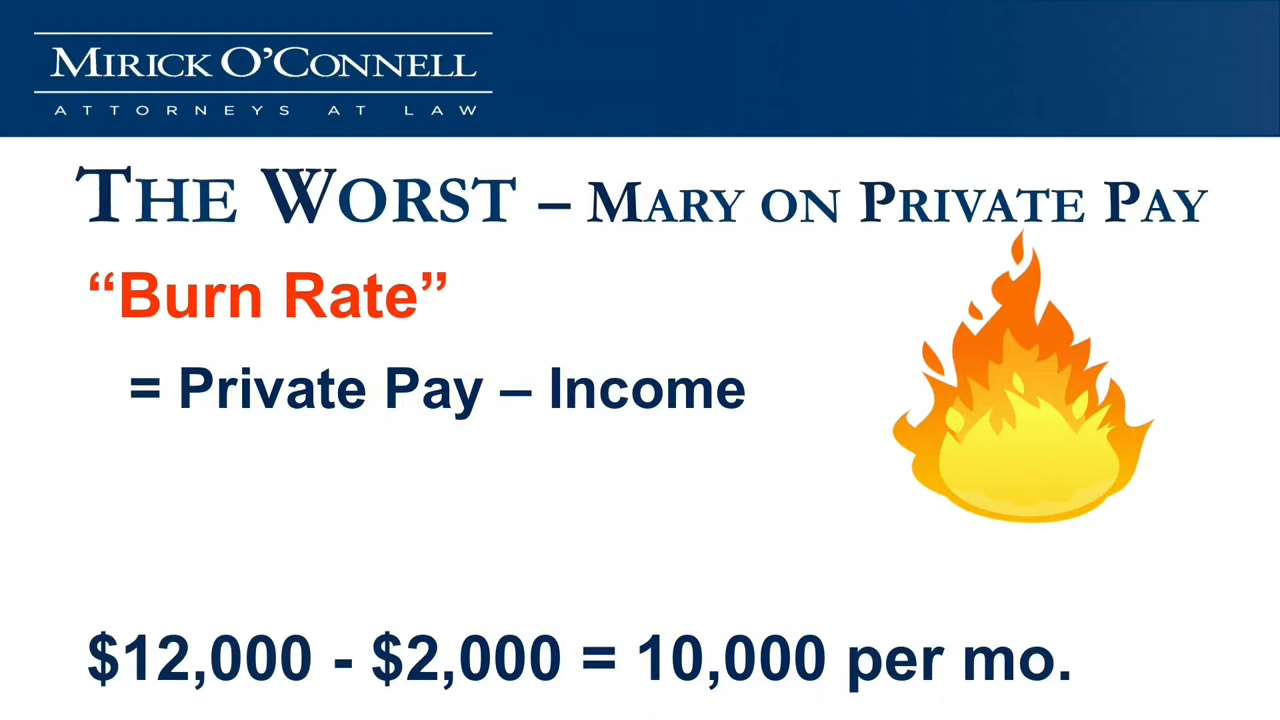 MIRICK O'CONNELL
ATTORNEYS AT LAW
THE WORST – MARY ON PRIVATE PAY
“Burn Rate”
= Private Pay – Income
$12,000 - $2,000 = 10,000 per mo.